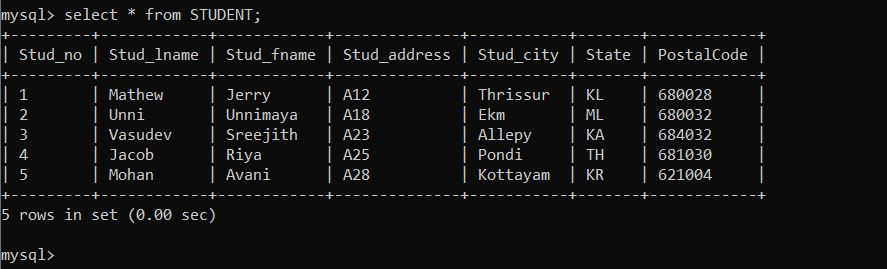 mysql> select * from STUDENT;
+---------+------------+------------+--------------+-----------+-------+------------+
| Stud_no | Stud_lname | Stud_fname | Stud_address | Stud_city | State | PostalCode |
+---------+------------+------------+--------------+-----------+-------+------------+
| 1       | Mathew     | Jerry      | A12          | Thrissur  | KL    | 680028     |
| 2       | Unni       | Unnimaya   | A18          | Ekm       | ML    | 680032     |
| 3       | Vasudev    | Sreejith   | A23          | Allepy    | KA    | 684032     |
| 4       | Jacob      | Riya       | A25          | Pondi     | TH    | 681030     |
| 5       | Mohan      | Avani      | A28          | Kottayam  | KR    | 621004     |
+---------+------------+------------+--------------+-----------+-------+------------+
5 rows in set (0.00 sec)
mysql>